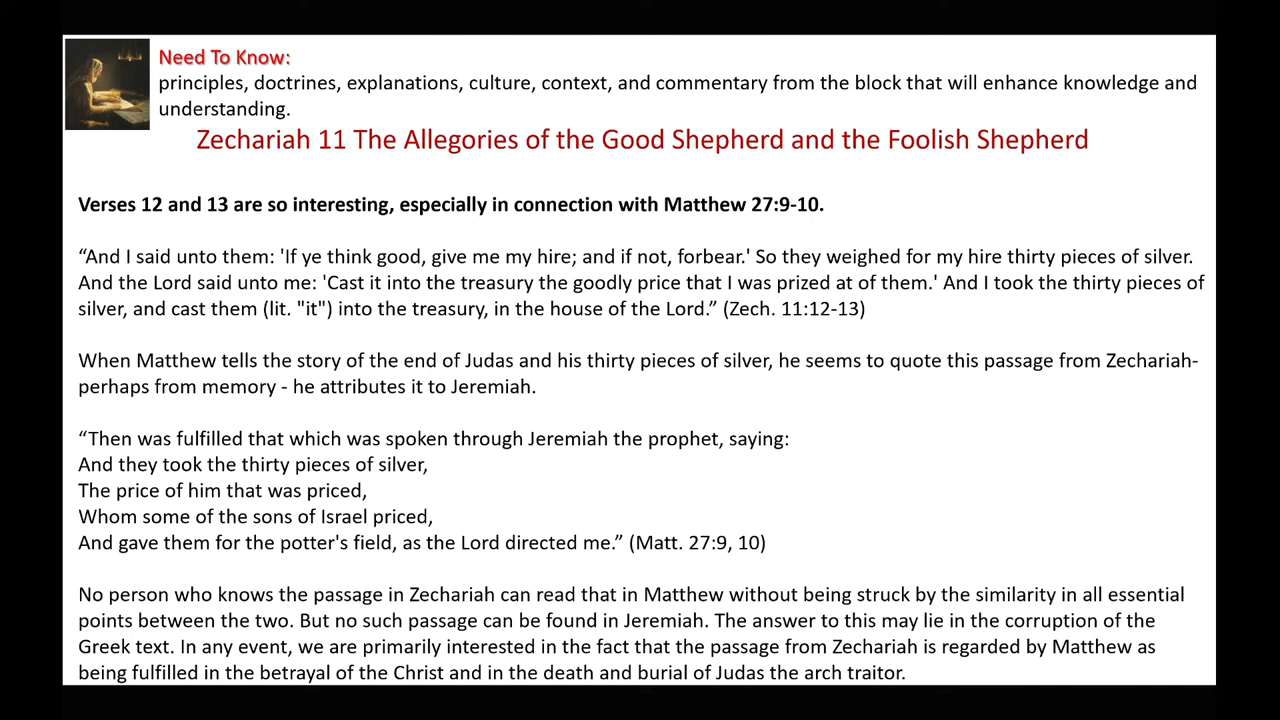 Need To Know:
principles, doctrines, explanations, culture, context, and commentary from the block that will enhance knowledge and
understanding.
Zechariah 11 The Allegories of the Good Shepherd and the Foolish Shepherd
Verses 12 and 13 are so interesting, especially in connection with Matthew 27:9-10.
“And I said unto them: 'If ye think good, give me my hire; and if not, forbear.' So they weighed for my hire thirty pieces of silver.
And the Lord said unto me: 'Cast it into the treasury the goodly price that I was prized at of them.' And I took the thirty pieces of
silver, and cast them (lit. "it") into the treasury, in the house of the Lord.” (Zech. 11:12-13)
When Matthew tells the story of the end of Judas and his thirty pieces of silver, he seems to quote this passage from Zechariah-
perhaps from memory - he attributes it to Jeremiah.
“Then was fulfilled that which was spoken through Jeremiah the prophet, saying:
And they took the thirty pieces of silver,
The price of him that was priced,
Whom some of the sons of Israel priced,
And gave them for the potter's field, as the Lord directed me.” (Matt. 27:9, 10)
No person who knows the passage in Zechariah can read that in Matthew without being struck by the similarity in all essential
points between the two. But no such passage can be found in Jeremiah. The answer to this may lie in the corruption of the
Greek text. In any event, we are primarily interested in the fact that the passage from Zechariah is regarded by Matthew as
being fulfilled in the betrayal of the Christ and in the death and burial of Judas the arch traitor.